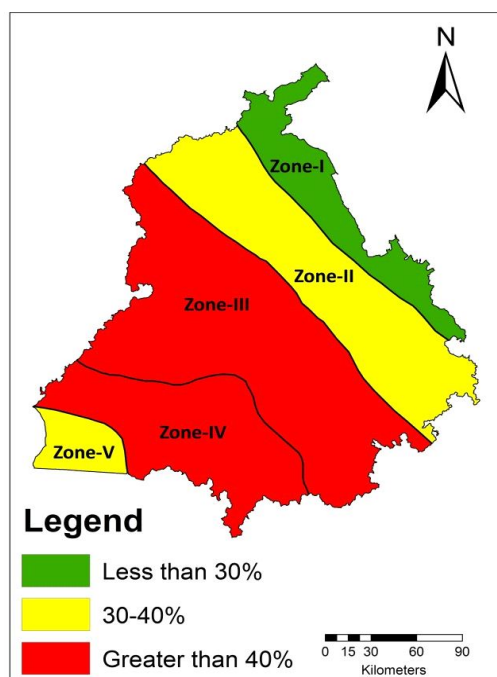 N
Zone-I
Zone-II
Zone-III
Zone-IV
Zone-V
Legend
Less than 30%
30-40%
Greater than 40%
0 15 30 60 90
Kilometers